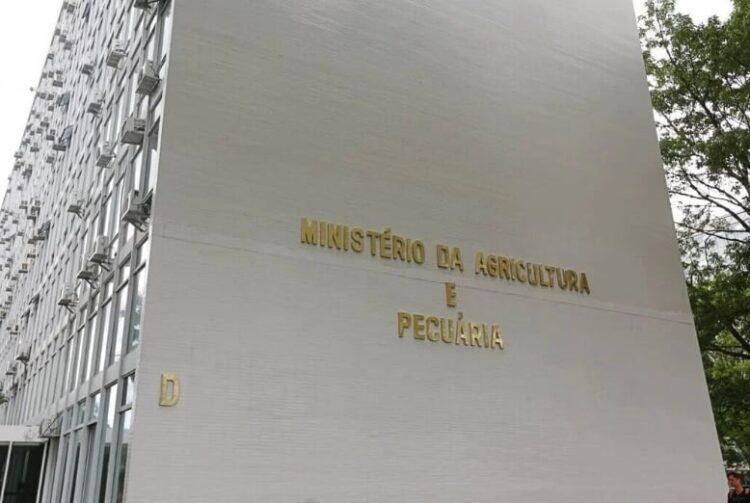 MINISTÉRIO DA AGRICULTURA
E
PECUÁRIA
D